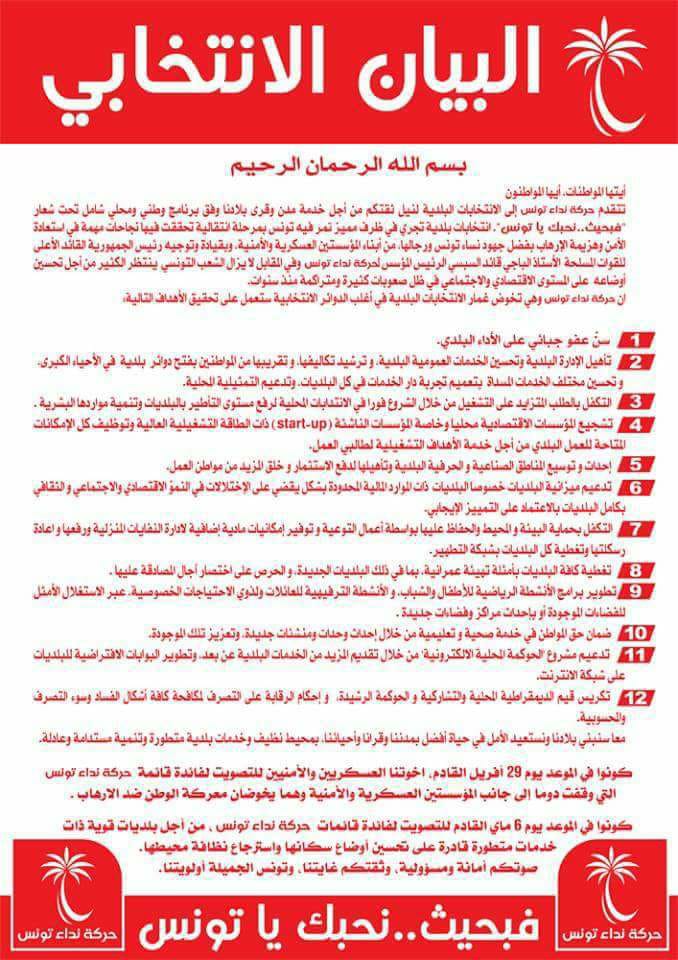 البيان الانتخابي
بسم الله الرحمان الرحيم
أيتها المواطنات، أيها المواطنون
تتقدم حركة نداء تونس إلى الانتخابات البلدية لنيل ثقتكم من أجل خدمة مدن وقرى بلادنا وفق برنامج وطني ومحلي شامل تحت شعار
"فبحيث..نحبك يا تونس". انتخابات بلدية تجري في ظرف مميز تمر فيه تونس بمرحلة انتقالية تحققت فيها نجاحات مهمة في استعادة
الأمن وهزيمة الإرهاب بفضل جهود نساء تونس ورجالها، من أبناء المؤسستين العسكرية والأمنية، وبقيادة وتوجيه رئيس الجمهورية القائد الأعلى
للقوات المسلحة الأستاذ الباجي قائد السبسي الرئيس المؤسس لحركة نداء تونس وفي المقابل لا يزال الشعب التونسي ينتظر الكثير من أجل تحسين
أوضاعه على المستوى الاقتصادي والاجتماعي في ظل صعوبات كثيرة ومتراكمة منذ سنوات.
ان حركة نداء تونس وهي تخوض غمار الانتخابات البلدية في أغلب الدوائر الانتخابية ستعمل على تحقيق الأهداف التالية:
1 سنّ عفو جبائي على الأداء البلدي.
2 تأهيل الإدارة البلدية وتحسين الخدمات العمومية البلدية، و ترشيد تكاليفها، و تقريبها من المواطنين بفتح دوائر بلدية في الأحياء الكبرى،
و تحسين مختلف الخدمات المسداة بتعميم تجربة دار الخدمات في كل البلديات، وتدعيم التمثيلية المحلية.
3 التكفل بالطلب المتزايد على التشغيل من خلال الشروع فورا في الانتدابات المحلية لرفع مستوى التأطير بالبلديات وتنمية مواردها البشرية .
4 تشجيع المؤسسات الاقتصادية محليا وخاصة المؤسسات الناشئة (start-up) ذات الطاقة التشغيلية العالية وتوظيف كل الإمكانات
المتاحة للعمل البلدي من أجل خدمة الأهداف التشغيلية لطالبي العمل.
5 إحداث و توسيع المناطق الصناعية و الحرفية البلدية وتأهيلها لدفع الاستثمار و خلق المزيد من مواطن العمل.
6 تدعيم ميزانية البلديات خصوصا البلديات ذات الموارد المالية المحدودة بشكل يقضي على الإختلالات في النموّ الاقتصادي والاجتماعي و الثقافي
بكامل البلديات بالاعتماد على التمييز الإيجابي.
7 التكفل بحماية البيئة و المحيط والحفاظ عليها بواسطة أعمال التوعية و توفير إمكانيات مادية إضافية لادارة النفايات المنزلية ورفعها و اعادة
رسكلتها وتغطية كل البلديات بشبكة التطهير.
8 تغطية كافة البلديات بأمثلة تهيئة عمرانية، بما في ذلك البلديات الجديدة، و الحرص على اختصار أجال المصادقة عليها .
9 تطوير برامج الأنشطة الرياضية للأطفال والشباب، و الأنشطة الترفيهية للعائلات ولذوي الاحتياجات الخصوصية، عبر الاستغلال الأمثل
للفضاءات الموجودة أو بإحداث مراكز وفضاءات جديدة .
10 ضمان حق المواطن في خدمة صحية و تعليمية من خلال إحداث وحدات ومنشئات جديدة، وتعزيز تلك الموجودة.
11 تدعيم مشروع "الحوكمة المحلية الالكترونية" من خلال تقديم المزيد من الخدمات البلدية عن بعد، وتطوير البوابات الافتراضية للبلديات
على شبكة الانترنت.
12 تكريس قيم الديمقراطية المحلية والتشاركية و الحوكمة الرشيدة، و إحكام الرقابة على التصرف لمكافحة كافة أشكال الفساد وسوء التصرف
والمحسوبية.
معا سنبني بلادنا ونستعيد الأمل في حياة أفضل بمدننا وقرانا وأحيائنا، بمحيط نظيف وخدمات بلدية متطورة وتنمية مستدامة وعادلة.
كونوا في الموعد يوم 29 أفريل القادم، اخوتنا العسكريين والأمنيين للتصويت لفائدة قائمة حركة نداء تونس
التي وقفت دوما إلى جانب المؤسستين العسكرية والأمنية وهما يخوضان معركة الوطن ضد الارهاب .
كونوا في الموعد يوم 6 ماي القادم للتصويت لفائدة قائمات حركة نداء تونس ، من أجل بلديات قوية ذات
خدمات متطورة قادرة على تحسين أوضاع سكانها واسترجاع نظافة محيطها.
صوتكم أمانة ومسؤولية، وثقتكم غايتنا، وتونس الجميلة أولويتنا.
حركة نداء تونس
فبحيث..نحبك يا تونس
حركة نداء تونس